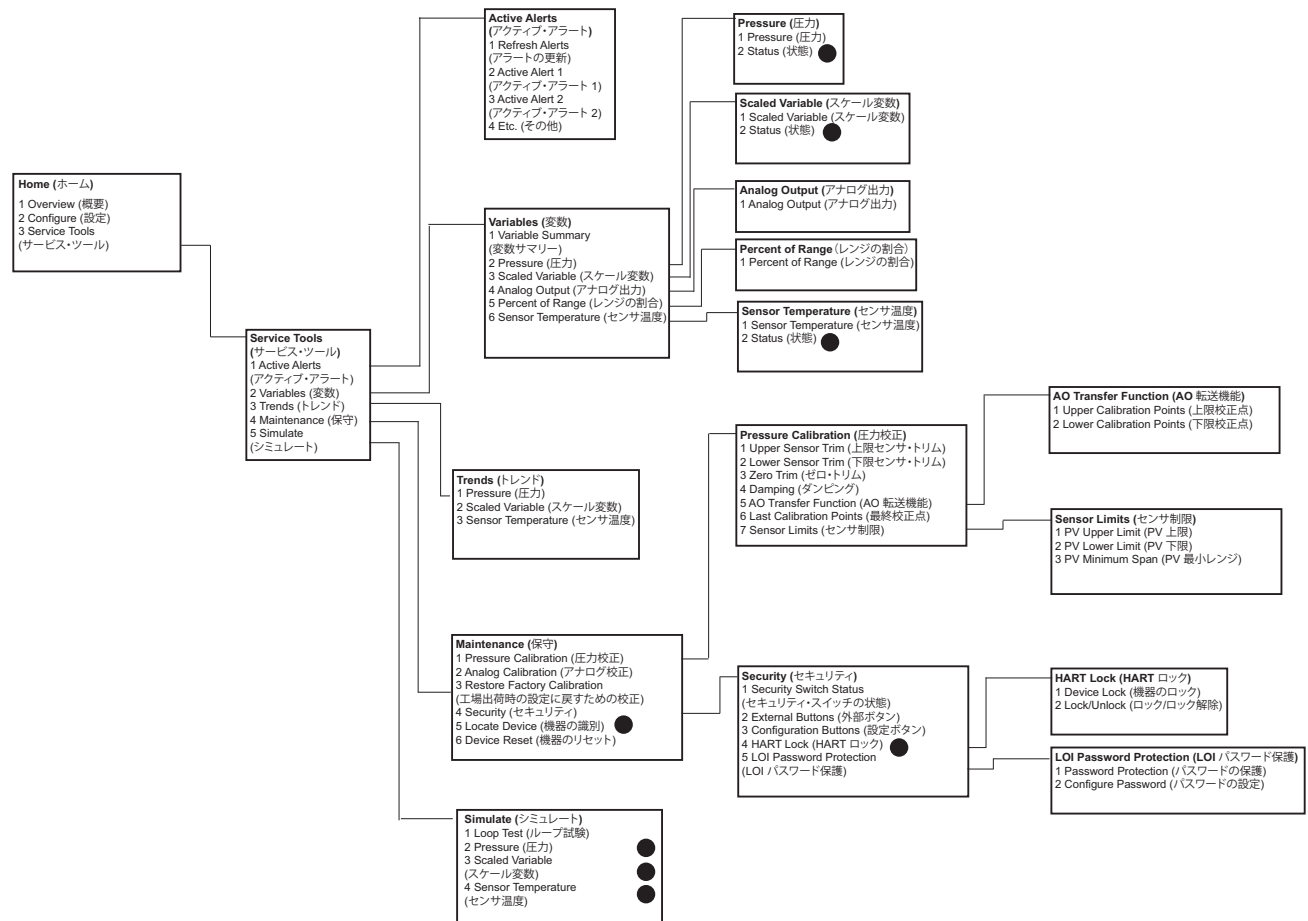 Home (ホーム)
1 Overview (概要)
2 Configure (設定)
3 Service Tools
(サービス・ツール)
Service Tools
(サービス・ツール)
1 Active Alerts
(アクティブ・アラート)
2 Variables (変数)
3 Trends (トレンド)
4 Maintenance (保守)
5 Simulate
(シミュレート)
Active Alerts
(アクティブ・アラート)
1 Refresh Alerts
(アラートの更新)
2 Active Alert 1
(アクティブ・アラート 1)
3 Active Alert 2
(アクティブ・アラート 2)
4 Etc. (その他)
Variables (変数)
1 Variable Summary
(変数サマリー)
2 Pressure (圧力)
3 Scaled Variable (スケール変数)
4 Analog Output (アナログ出力)
5 Percent of Range (レンジの割合)
6 Sensor Temperature (センサ温度)
Pressure (圧力)
1 Pressure (圧力)
2 Status (状態)
Scaled Variable (スケール変数)
1 Scaled Variable (スケール変数)
2 Status (状態)
Analog Output (アナログ出力)
1 Analog Output (アナログ出力)
Percent of Range (レンジの割合)
1 Percent of Range (レンジの割合)
Sensor Temperature (センサ温度)
1 Sensor Temperature (センサ温度)
2 Status (状態)
Trends (トレンド)
1 Pressure (圧力)
2 Scaled Variable (スケール変数)
3 Sensor Temperature (センサ温度)
Maintenance (保守)
1 Pressure Calibration (圧力校正)
2 Analog Calibration (アナログ校正)
3 Restore Factory Calibration
(工場出荷時の設定に戻すための校正)
4 Security (セキュリティ)
5 Locate Device (機器の識別)
6 Device Reset (機器のリセット)
Pressure Calibration (圧力校正)
1 Upper Sensor Trim (上限センサ・トリム)
2 Lower Sensor Trim (下限センサ・トリム)
3 Zero Trim (ゼロ・トリム)
4 Damping (ダンピング)
5 AO Transfer Function (AO 転送機能)
6 Last Calibration Points (最終校正点)
7 Sensor Limits (センサ制限)
AO Transfer Function (AO 転送機能)
1 Upper Calibration Points (上限校正点)
2 Lower Calibration Points (下限校正点)
Sensor Limits (センサ制限)
1 PV Upper Limit (PV 上限)
2 PV Lower Limit (PV 下限)
3 PV Minimum Span (PV 最小レンジ)
Security (セキュリティ)
1 Security Switch Status
(セキュリティ・スイッチの状態)
2 External Buttons (外部ボタン)
3 Configuration Buttons (設定ボタン)
4 HART Lock (HART ロック)
5 LOI Password Protection
(LOI パスワード保護)
HART Lock (HART ロック)
1 Device Lock (機器のロック)
2 Lock/Unlock (ロック/ロック解除)
LOI Password Protection (LOI パスワード保護)
1 Password Protection (パスワードの保護)
2 Configure Password (パスワードの設定)
Simulate (シミュレート)
1 Loop Test (ループ試験)
2 Pressure (圧力)
3 Scaled Variable
(スケール変数)
4 Sensor Temperature
(センサ温度)